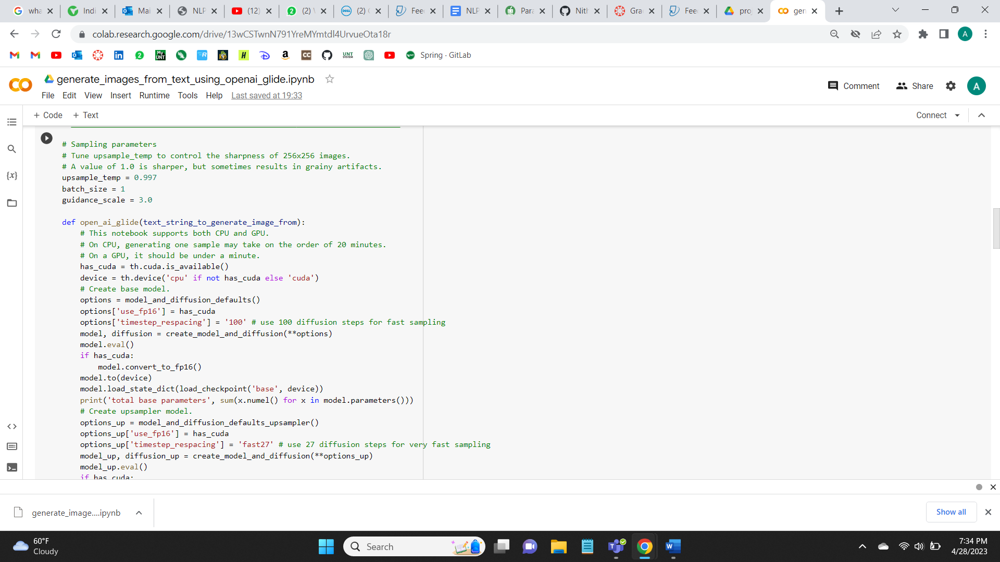 wha
Indi
Mai
NLP
(12)
(2)
(2)
Fee
NLP
Para
Nith
Gra
Fee
pro
gen
colab.research.google.com/drive/13wCSTwnN791YreMYmtdl4UrvueOta18r
A
2
My UNT
H
a
CC
UNT SYSTEM
Spring · GitLab
generate_images_from_text_using_openai_glide.ipynb
Comment
Share
A
File Edit View Insert Runtime Tools Help Last saved at 19:33
+ Code + Text
Connect
# Sampling parameters
# Tune upsample_temp to control the sharpness of 256x256 images.
# A value of 1.0 is sharper, but sometimes results in grainy artifacts.
upsample_temp = 0.997
batch_size = 1
guidance_scale = 3.0
def open_ai_glide(text_string_to_generate_image_from):
# This notebook supports both CPU and GPU.
# On CPU, generating one sample may take on the order of 20 minutes.
# On a GPU, it should be under a minute.
has_cuda = th.cuda.is_available()
device = th.device('cpu' if not has_cuda else 'cuda')
# Create base model.
options = model_and_diffusion_defaults()
options['use_fp16'] = has_cuda
options['timestep_respacing'] = '100' # use 100 diffusion steps for fast sampling
model, diffusion = create_model_and_diffusion(**options)
model.eval()
if has_cuda:
model.convert_to_fp16()
model.to(device)
model.load_state_dict(load_checkpoint('base', device))
print('total base parameters', sum(x.numel() for x in model.parameters()))
# Create upsampler model.
options_up = model_and_diffusion_defaults_upsampler()
options_up['use_fp16'] = has_cuda
options_up['timestep_respacing'] = 'fast27' # use 27 diffusion steps for very fast sampling
model_up, diffusion_up = create_model_and_diffusion(**options_up)
model_up.eval()
if has_cuda:
generate_image....ipynb
Show all
60°F
Cloudy
Search
7:34 PM
4/28/2023